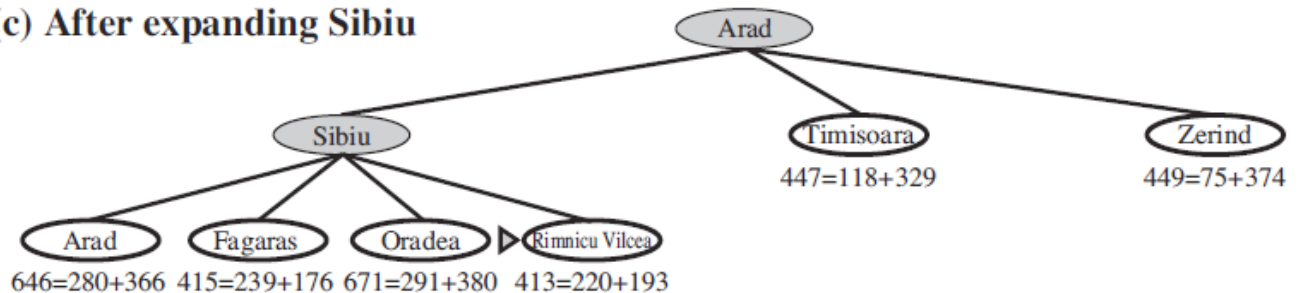 c) After expanding Sibiu
Arad
Sibiu
Timisoara
Zerind
447=118+329
449=75+374
Arad
Fagaras
Oradea
Rimnicu Vilcea
646=280+366
415=239+176
671=291+380
413=220+193